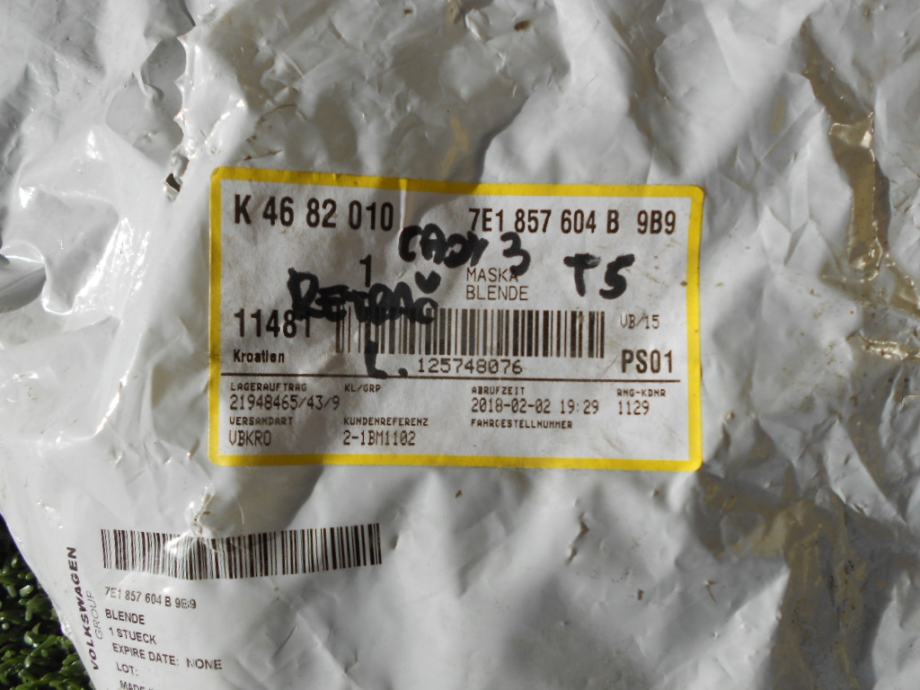 K 46 82 010 7E1 857 604 B 9B9
CADY 3
1 MASKA T5
BLENDE
11481 VB/15
Kroatien 125748076 PS01
L.
LAGERAUFTRAG KL/GRP ABRUFZEIT RNG-KDNR
21948465/43/9 2018-02-02 19:29 1129
VERSANDART KUNDENREFERENZ FAHRGESTELLNUMMER
VBKRO 2-1BM1102
VOLKSWAGEN
GROUP
7E1 857 604 B 9B9
BLENDE
1 STUECK
EXPIRE DATE: NONE
LOT: